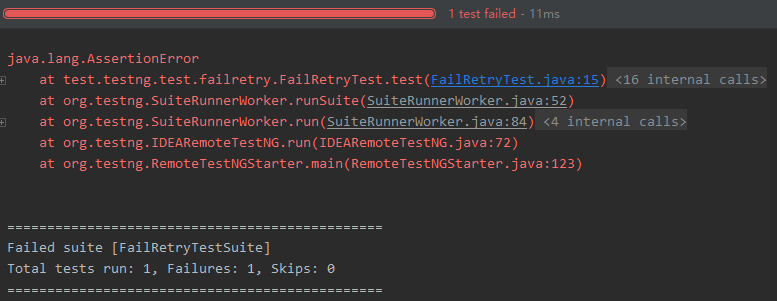 1 test failed - 11ms
java.lang.AssertionError
at test.testng.test.failretry.FailRetryTest.test(FailRetryTest.java:15) <16 internal calls>
at org.testng.SuiteRunnerWorker.runSuite(SuiteRunnerWorker.java:52)
at org.testng.SuiteRunnerWorker.run(SuiteRunnerWorker.java:84) <4 internal calls>
at org.testng.IDEARemoteTestNG.run(IDEARemoteTestNG.java:72)
at org.testng.RemoteTestNGStarter.main(RemoteTestNGStarter.java:123)
===============================================
Failed suite [FailRetryTestSuite]
Total tests run: 1, Failures: 1, Skips: 0
===============================================